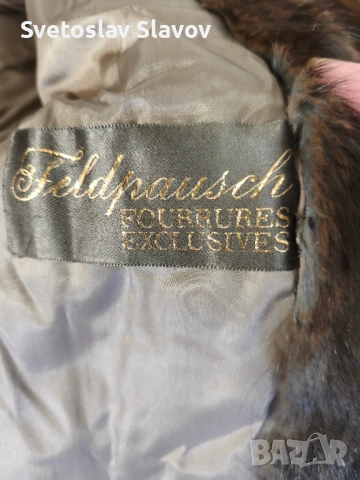 Svetoslav Slavov
Feldpausch
FOURRURES
EXCLUSIVES
BAZAR